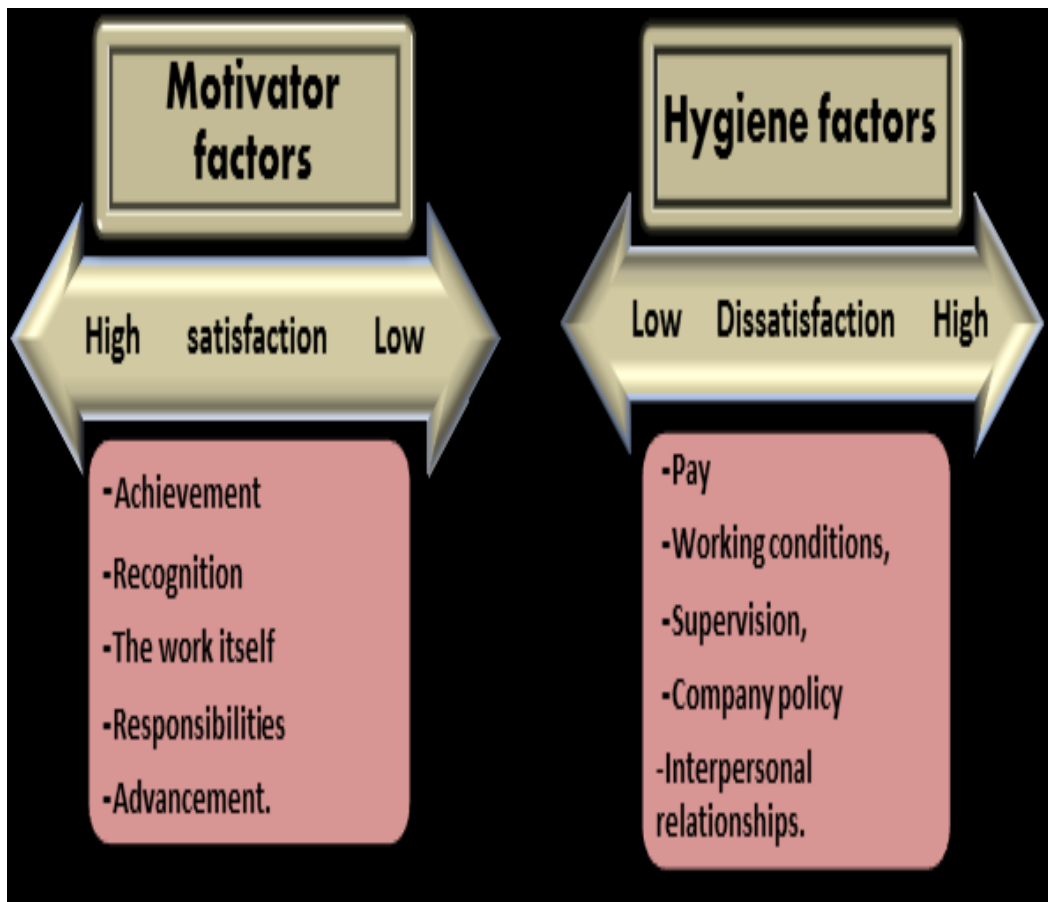 Motivator
factors
High satisfaction Low
-Achievement
-Recognition
-The work itself
-Responsibilities
-Advancement.
Hygiene factors
Low Dissatisfaction High
-Pay
-Working conditions,
-Supervision,
-Company policy
-Interpersonal
relationships.